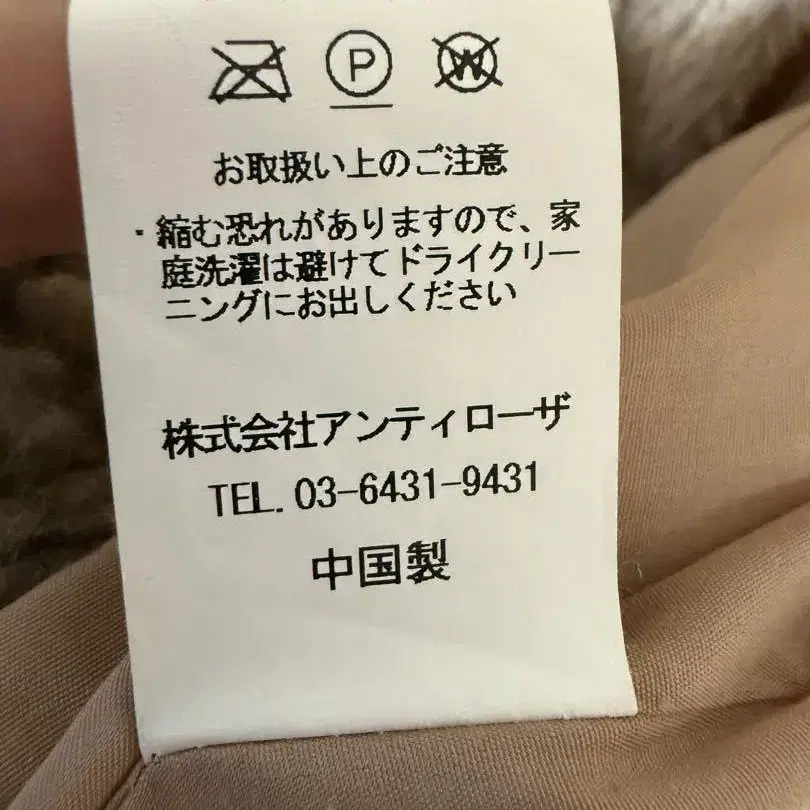 P W
お取扱い上のご注意
・縮む恐れがありますので、家
庭洗濯は避けてドライクリー
ニングにお出しください
株式会社アンティローザ
TEL. 03-6431-9431
中国製